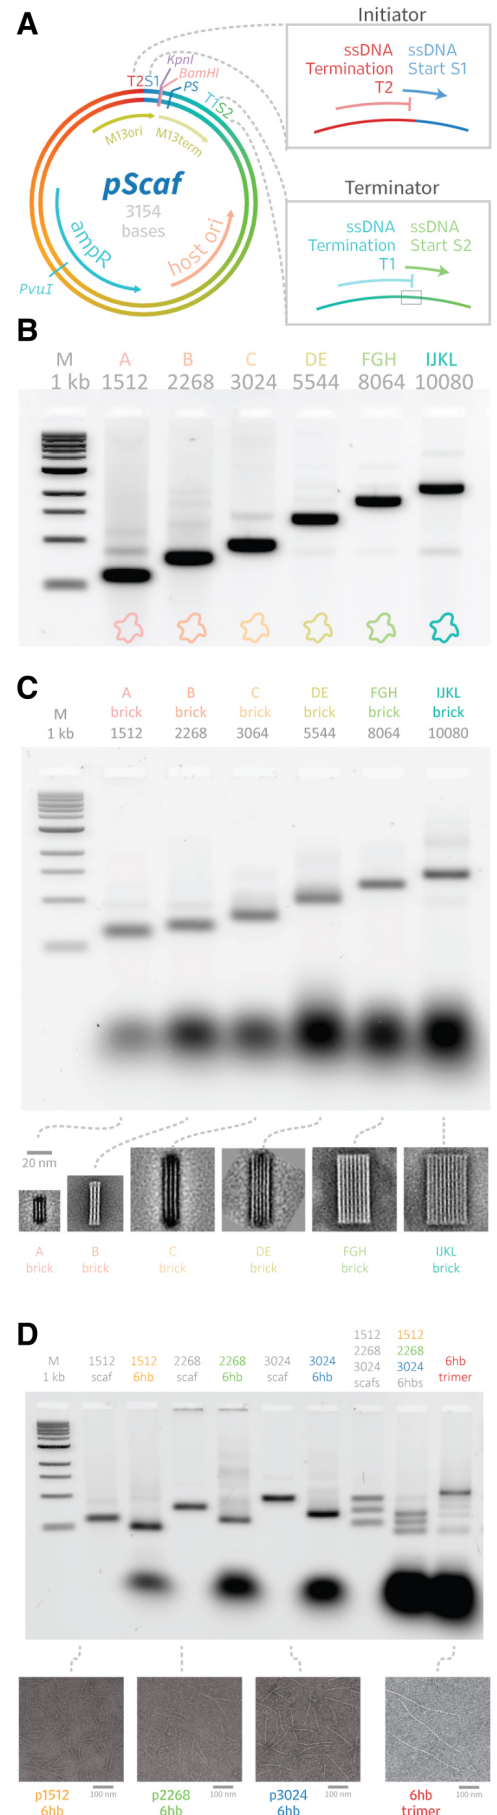 A
Initiator
ssDNA ssDNA
Termination Start S1
T2
KpnI
BamHI
T2 S1
PS
T1 S2
M13ori
M13term
pScaf
3154
bases
ampR
host ori
PvuI
Terminator
ssDNA ssDNA
Termination Start S2
T1
B
M A B C DE FGH IJKL
1 kb 1512 2268 3024 5544 8064 10080
C
A B C DE FGH IJKL
M brick brick brick brick brick brick
1 kb 1512 2268 3064 5544 8064 10080
20 nm
A B C DE FGH IJKL
brick brick brick brick brick brick
D
M 1 kb
1512 scaf
1512 6hb
2268 scaf
2268 6hb
3024 scaf
3024 6hb
1512 2268 3024 scafs
1512 2268 3024 6hbs
6hb trimer
p1512 6hb
100 nm
p2268 6hb
100 nm
p3024 6hb
100 nm
6hb trimer
100 nm